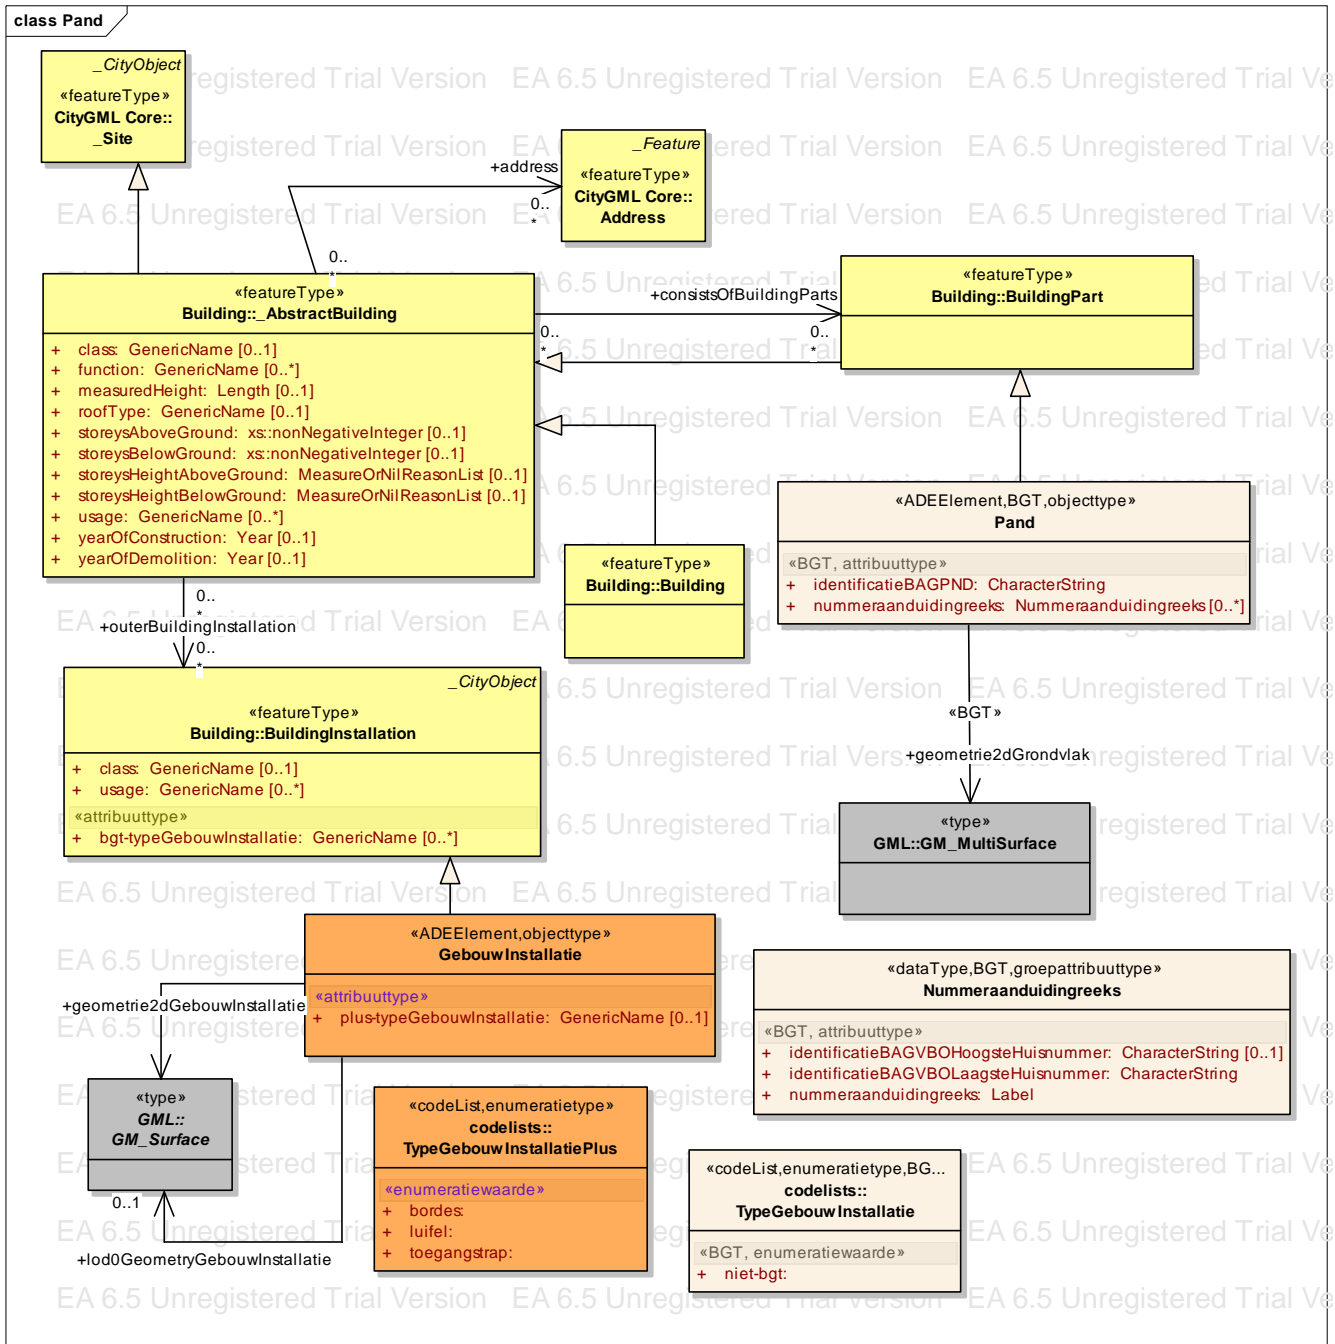 class Pand
_CityObject
«featureType»
CityGML Core::
_Site
_Feature
«featureType»
CityGML Core::
Address
+address
0..
*
0..
*
«featureType»
Building::_AbstractBuilding
+ class: GenericName [0..1]
+ function: GenericName [0..*]
+ measuredHeight: Length [0..1]
+ roofType: GenericName [0..1]
+ storeysAboveGround: xs::nonNegativeInteger [0..1]
+ storeysBelowGround: xs::nonNegativeInteger [0..1]
+ storeysHeightAboveGround: MeasureOrNilReasonList [0..1]
+ storeysHeightBelowGround: MeasureOrNilReasonList [0..1]
+ usage: GenericName [0..*]
+ yearOfConstruction: Year [0..1]
+ yearOfDemolition: Year [0..1]
+consistsOfBuildingParts
0..
*
0..
*
«featureType»
Building::BuildingPart
«featureType»
Building::Building
«ADEElement,BGT,objecttype»
Pand
«BGT, attribuuttype»
+ identificatieBAGPND: CharacterString
+ nummeraanduidingreeks: Nummeraanduidingreeks [0..*]
0..
*
+outerBuildingInstallation
0..
*
_CityObject
«featureType»
Building::BuildingInstallation
+ class: GenericName [0..1]
+ usage: GenericName [0..*]
«attribuuttype»
+ bgt-typeGebouwInstallatie: GenericName [0..*]
«BGT»
+geometrie2dGrondvlak
«type»
GML::GM_MultiSurface
«ADEElement,objecttype»
GebouwInstallatie
«attribuuttype»
+ plus-typeGebouwInstallatie: GenericName [0..1]
+geometrie2dGebouwInstallatie
«type»
GML::
GM_Surface
0..1
+lod0GeometryGebouwInstallatie
«codeList,enumeratietype»
codelists::
TypeGebouwInstallatiePlus
«enumeratiewaarde»
+ bordes:
+ luifel:
+ toegangstrap:
«dataType,BGT,groepattribuuttype»
Nummeraanduidingreeks
«BGT, attribuuttype»
+ identificatieBAGVBOHoogsteHuisnummer: CharacterString [0..1]
+ identificatieBAGVBOLaagsteHuisnummer: CharacterString
+ nummeraanduidingreeks: Label
«codeList,enumeratietype,BG...
codelists::
TypeGebouwInstallatie
«BGT, enumeratiewaarde»
+ niet-bgt:
EA 6.5 Unregistered Trial Version